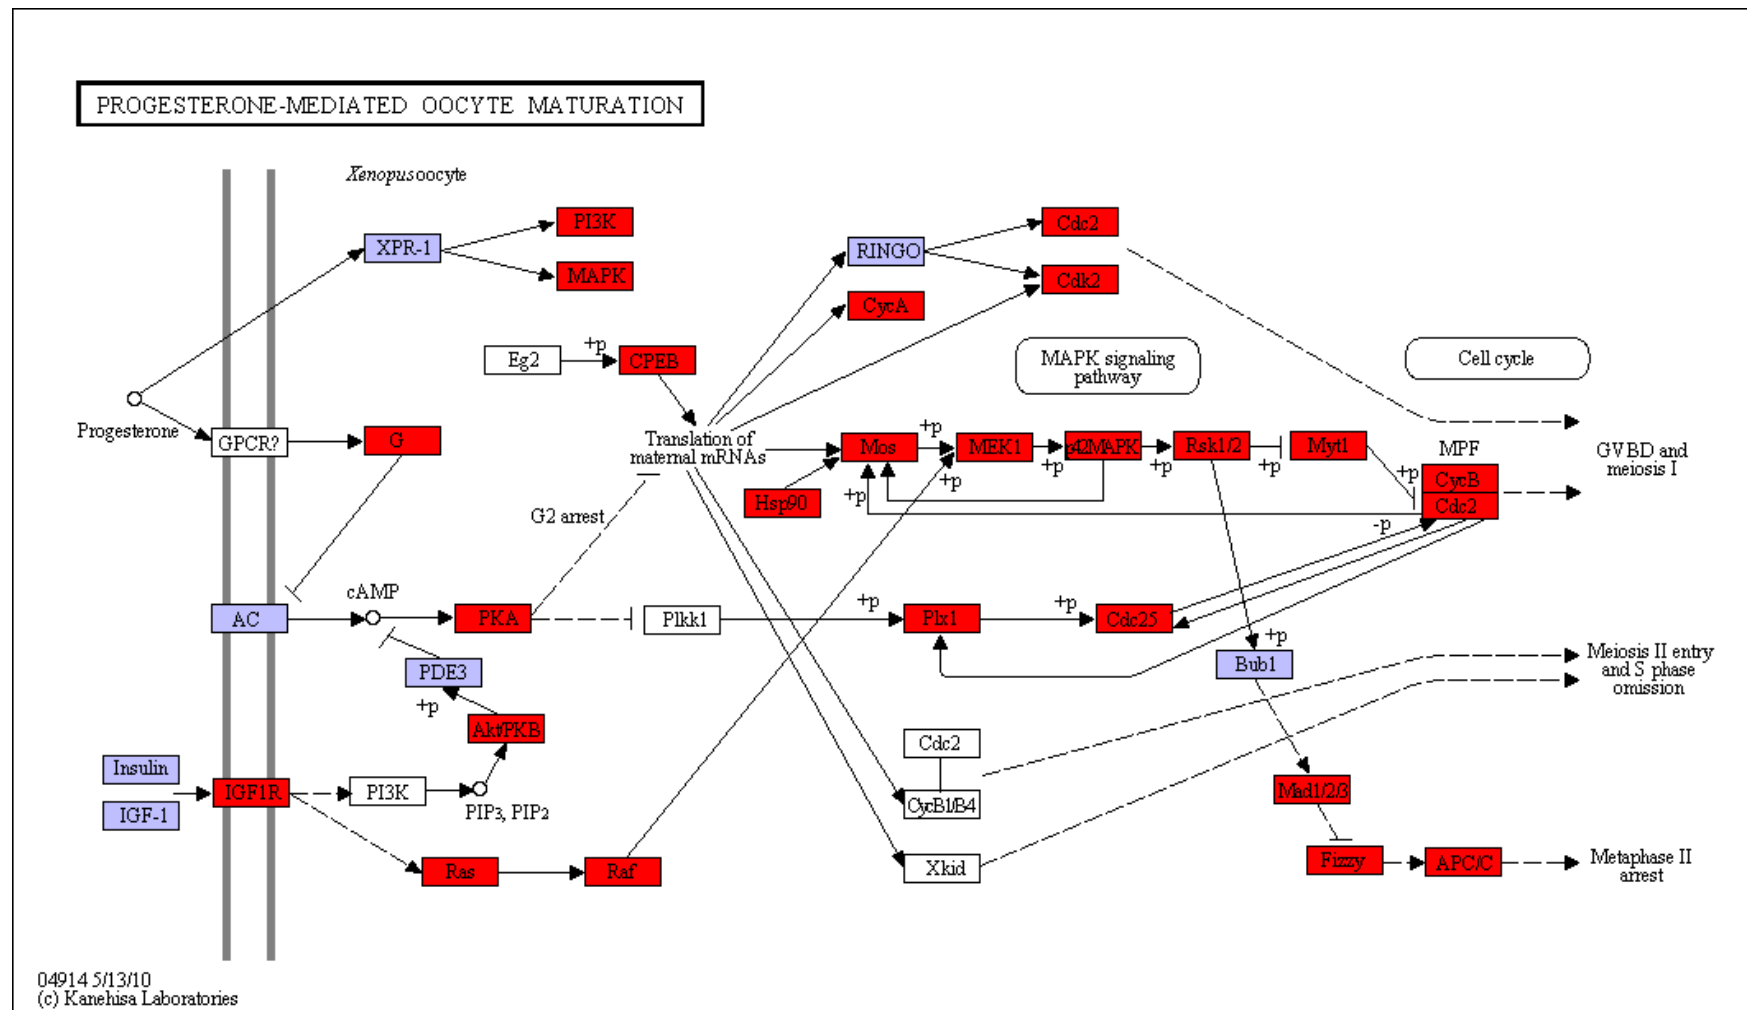 PROGESTERONE-MEDIATED OOCYTE MATURATION
Xenopus oocyte
PI3K
Cdc2
XPR-1
RINGO
MAPK
Cdk2
CycA
+p
Eg2
CPEB
MAPK signaling
pathway
Cell cycle
Progesterone
GPCR?
G
Translation of
maternal mRNAs
Mos
+p
MEK1
+p
p42MAPK
+p
Rsk1/2
+p
Myt1
MPF
+p
CycB
Cdc2
-p
GVBD and
meiosis I
Hsp90
+p
+p
G2 arrest
cAMP
AC
PKA
Plkk1
+p
Plx1
+p
Cdc25
+p
Bub1
PDE3
+p
Akt/PKB
Meiosis II entry
and S phase
omission
Cdc2
Insulin
IGF-1
IGF1R
PI3K
PIP3, PIP2
CycB1/B4
Mad1/2/3
Ras
Raf
Xkid
Fizzy
APC/C
Metaphase II
arrest
04914 5/13/10
(c) Kanehisa Laboratories